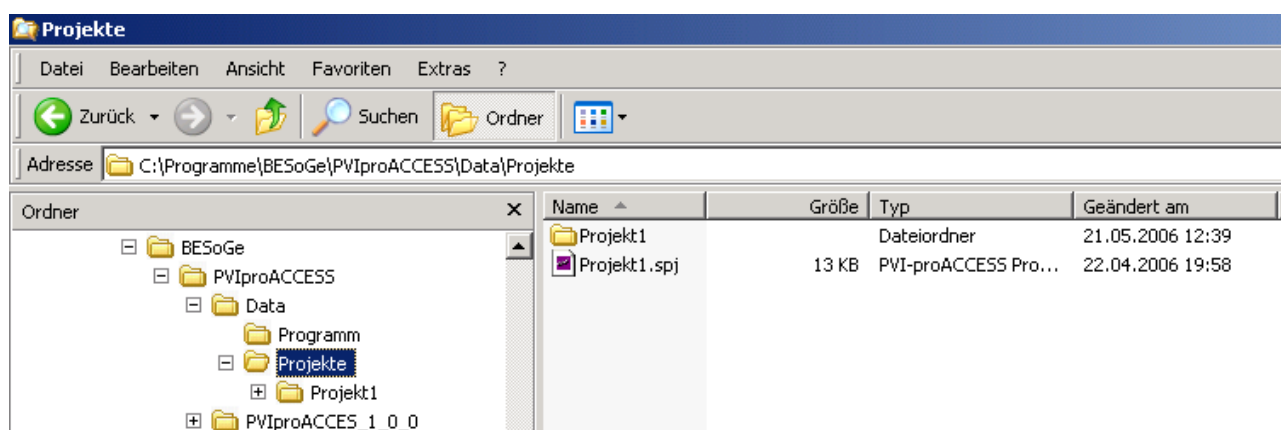 Projekte
Datei Bearbeiten Ansicht Favoriten Extras ?
Zurück Suchen Ordner
Adresse C:\Programme\BESoGe\PVIproACCESS\Data\Projekte
Ordner x
Name Größe Typ Geändert am
Projekt1 Dateiordner 21.05.2006 12:39
Projekt1.spj 13 KB PVI-proACCESS Pro... 22.04.2006 19:58
BESoGe
PVIproACCESS
Data
Programm
Projekte
Projekt1
PVIproACCES_1_0_0